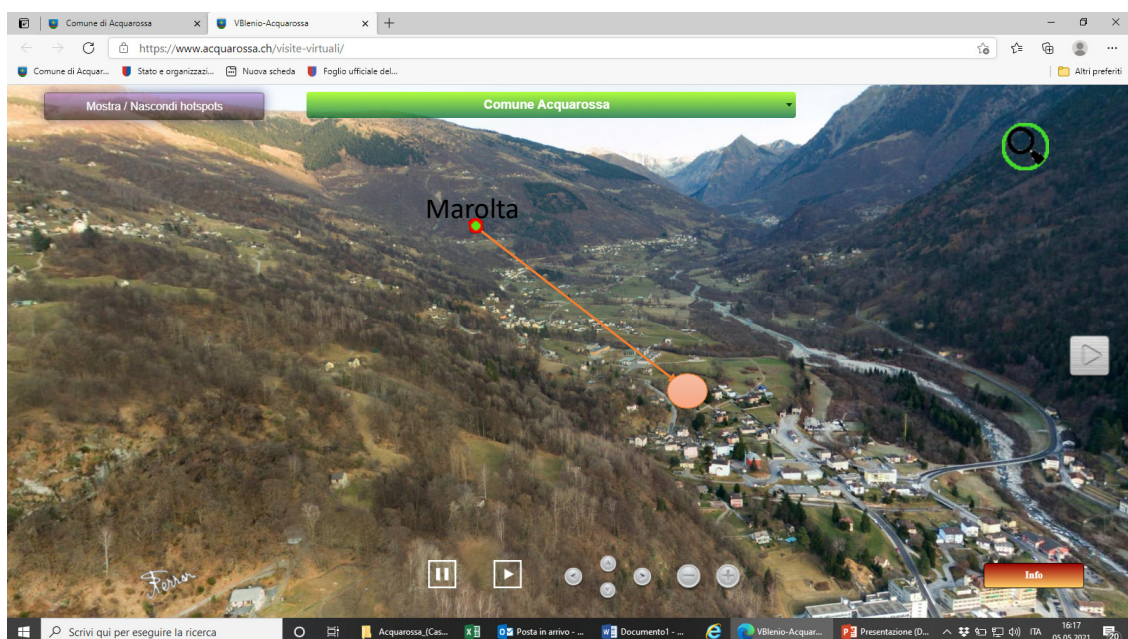 Comune di Acquarossa
VBlenio-Acquarossa
https://www.acquarossa.ch/visite-virtuali/
Comune di Acquar...
Stato e organizzazi...
Nuova scheda
Foglio ufficiale del...
Altri preferiti
Mostra / Nascondi hotspots
Comune Acquarossa
Marolta
Ferrari
Info
Scrivi qui per eseguire la ricerca
Acquarossa_(Cas...
Posta in arrivo - ...
Documento1 - ...
VBlenio-Acquar...
Presentazione (D...
ITA
16:17
05.05.2021
20